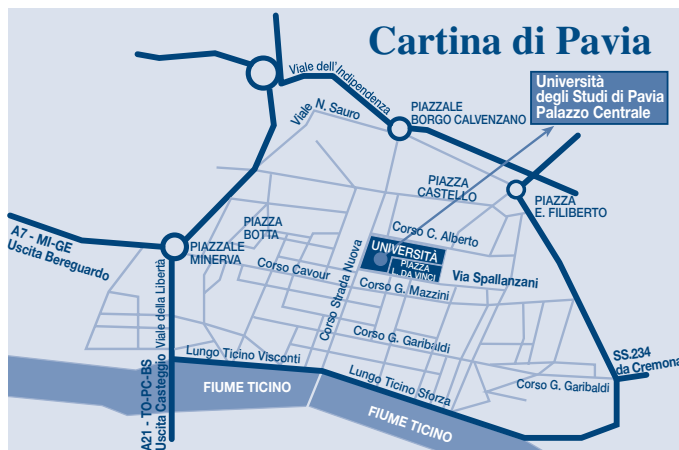 Cartina di Pavia
Viale dell'Indipendenza
Università
degli Studi di Pavia
Palazzo Centrale
Viale N. Sauro
PIAZZALE
BORGO CALVENZANO
PIAZZA
CASTELLO
PIAZZA
E. FILIBERTO
A7 - MI-GE
Uscita Bereguardo
PIAZZA
BOTTA
PIAZZALE
MINERVA
Corso C. Alberto
UNIVERSITÀ
PIAZZA
L. DA VINCI
Corso Strada Nuova
Corso Cavour
Via Spallanzani
Corso G. Mazzini
Viale della Libertà
Corso G. Garibaldi
Lungo Ticino Visconti
Lungo Ticino Sforza
Corso G. Garibaldi
SS.234
da Cremona
A21 - TO-PC-BS
Uscita Casteggio
FIUME TICINO
FIUME TICINO